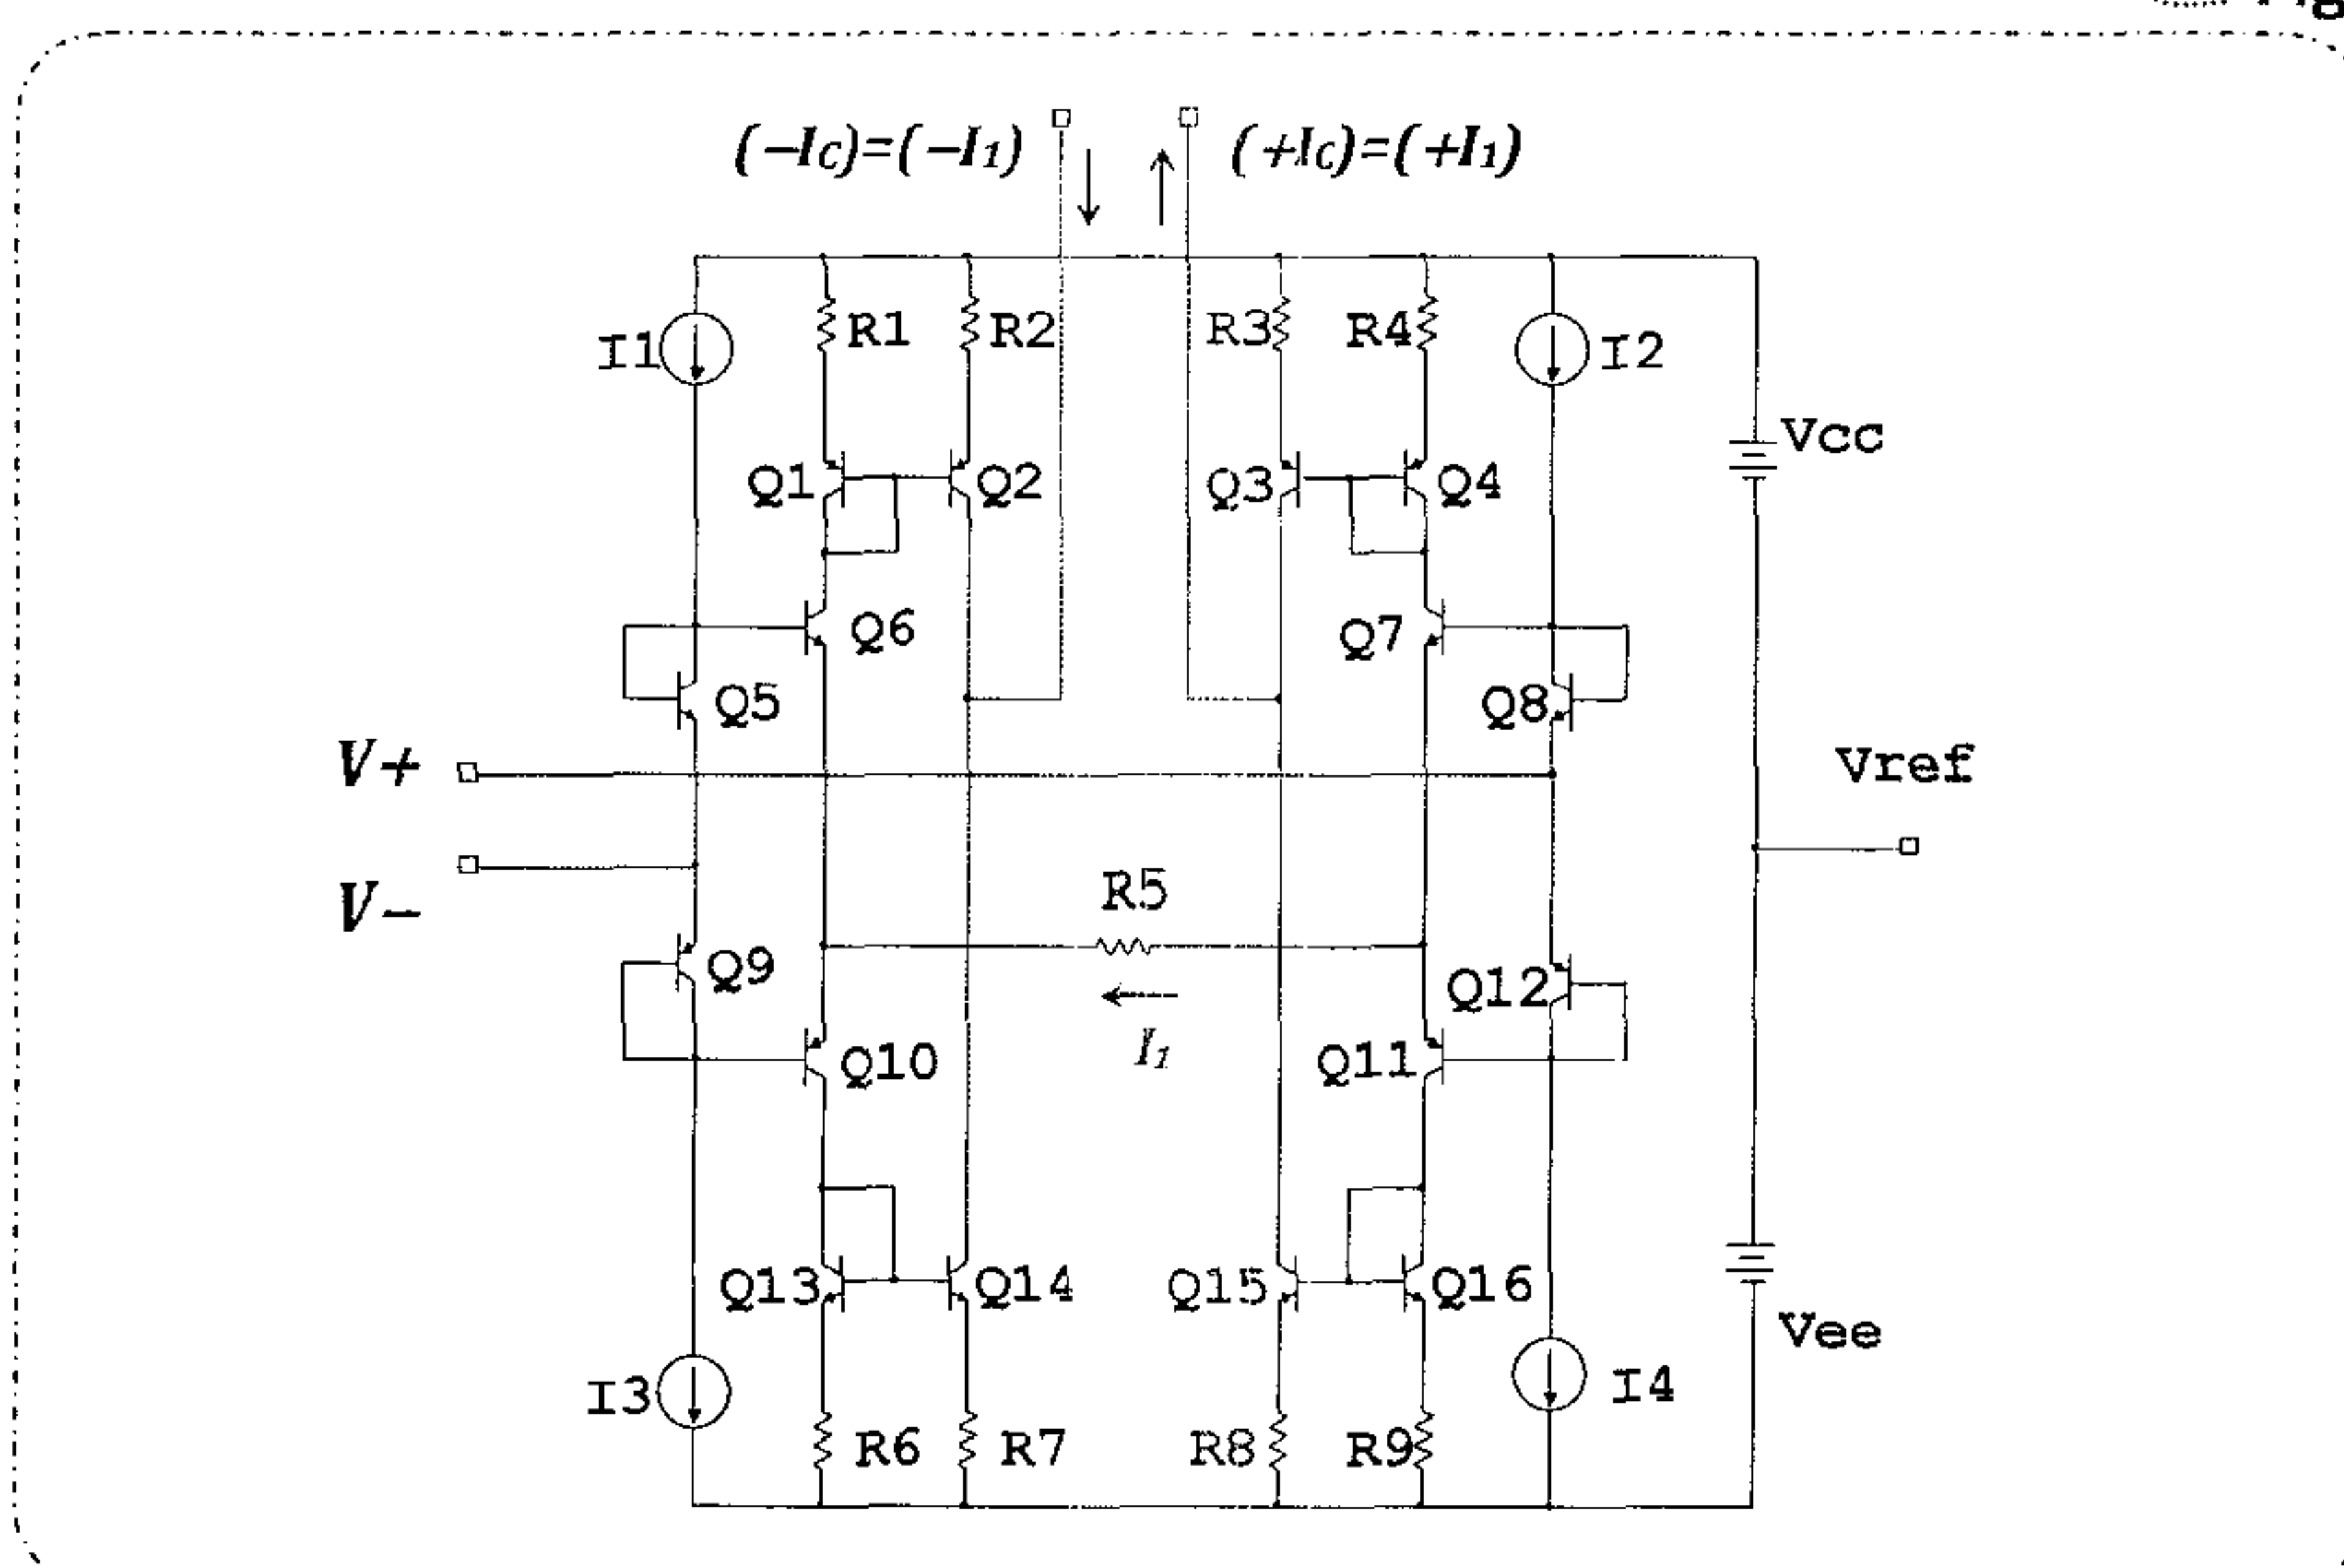 (−IC)=(−I1) (+IC)=(+I1)
R1 R2 R3 R4
I1 I2
Vcc
Q1 Q2 Q3 Q4
Q6 Q7
Q5 Q8
V+ Vref
V−
R5
Q9 Q12
I1
Q10 Q11
Q13 Q14 Q15 Q16
Vee
I3 I4
R6 R7 R8 R9